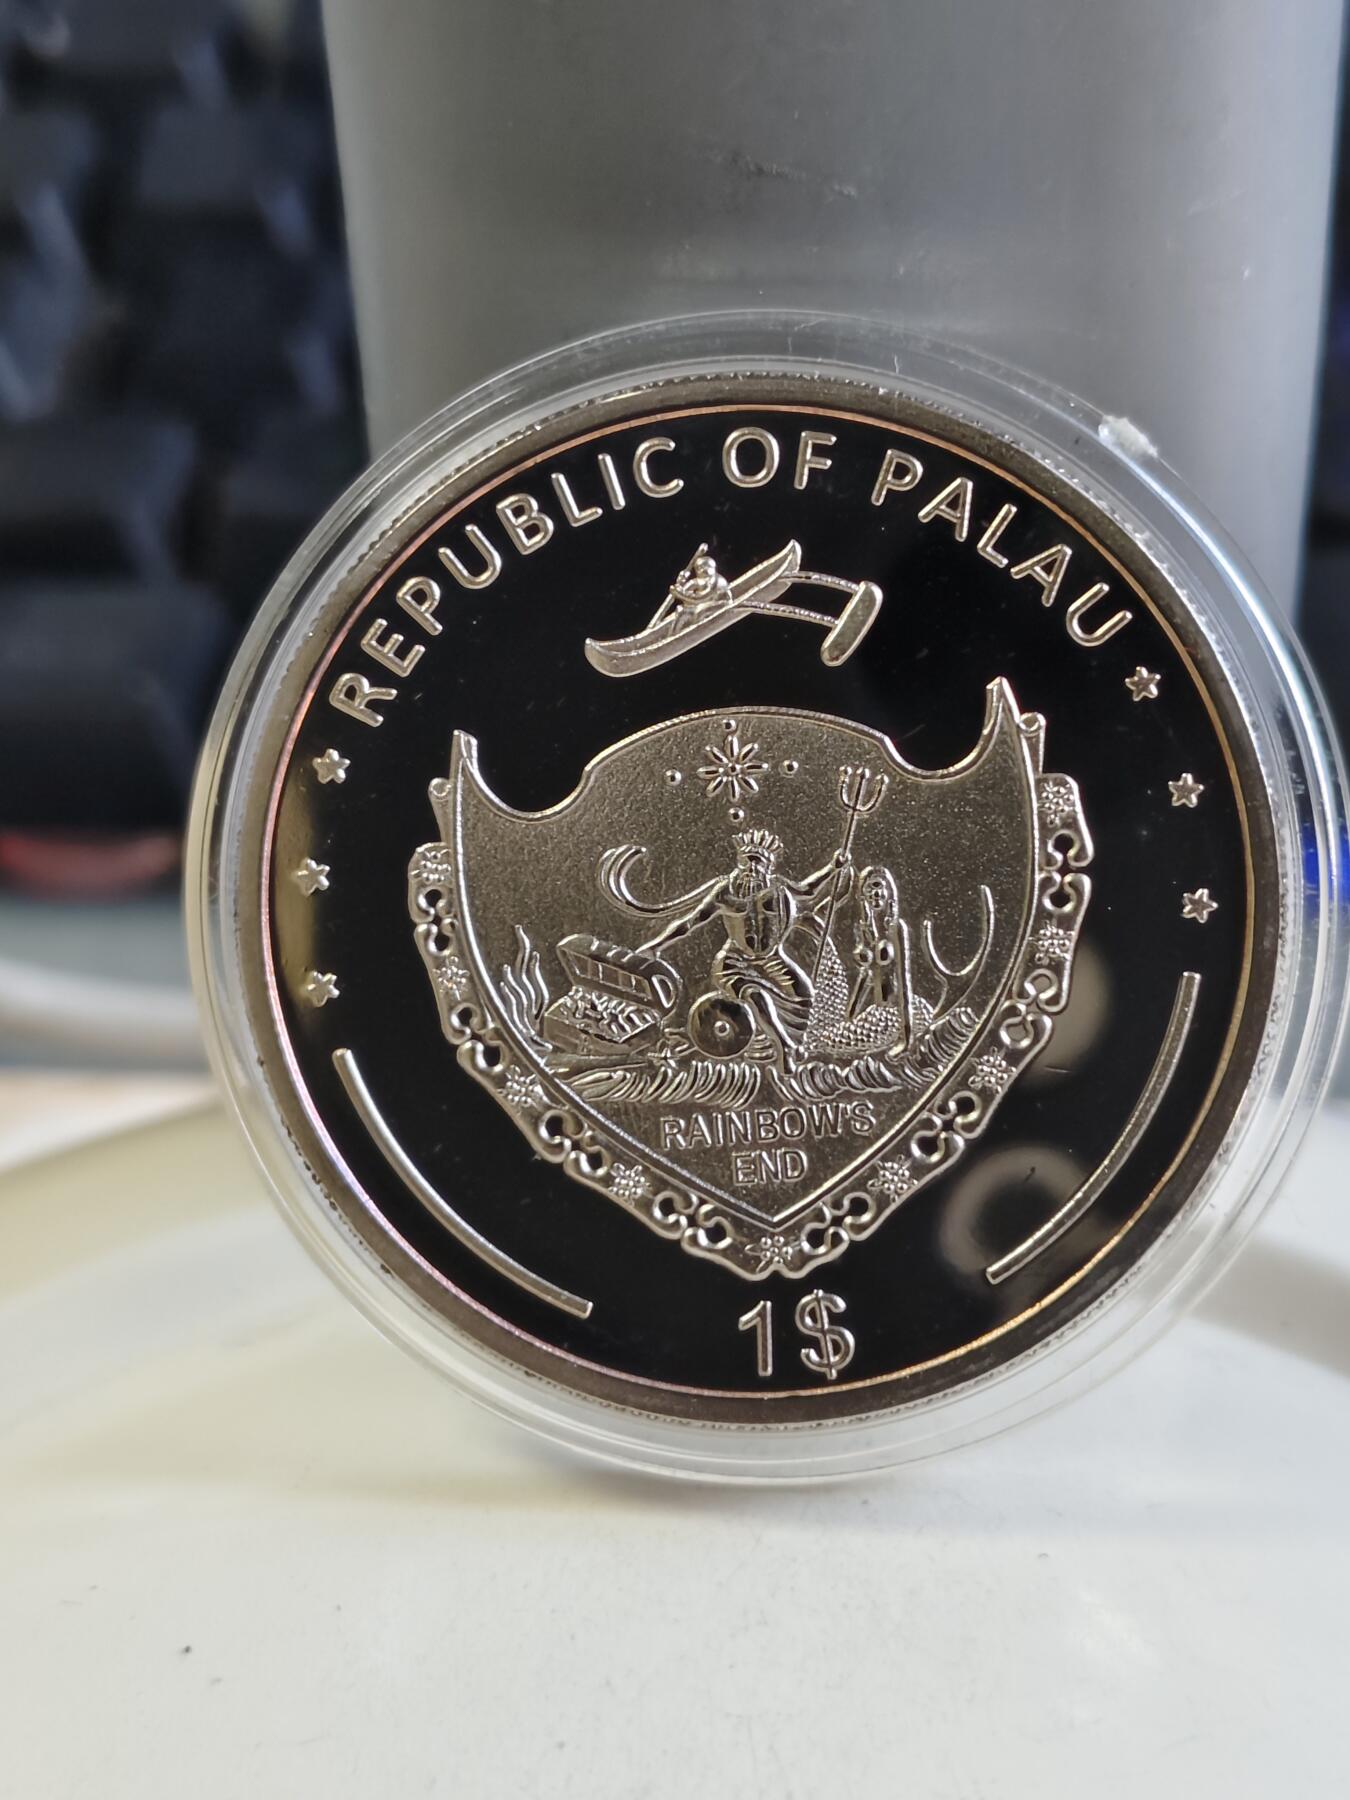 REPUBLIC OF PALAU
RAINBOW'S
END
1$